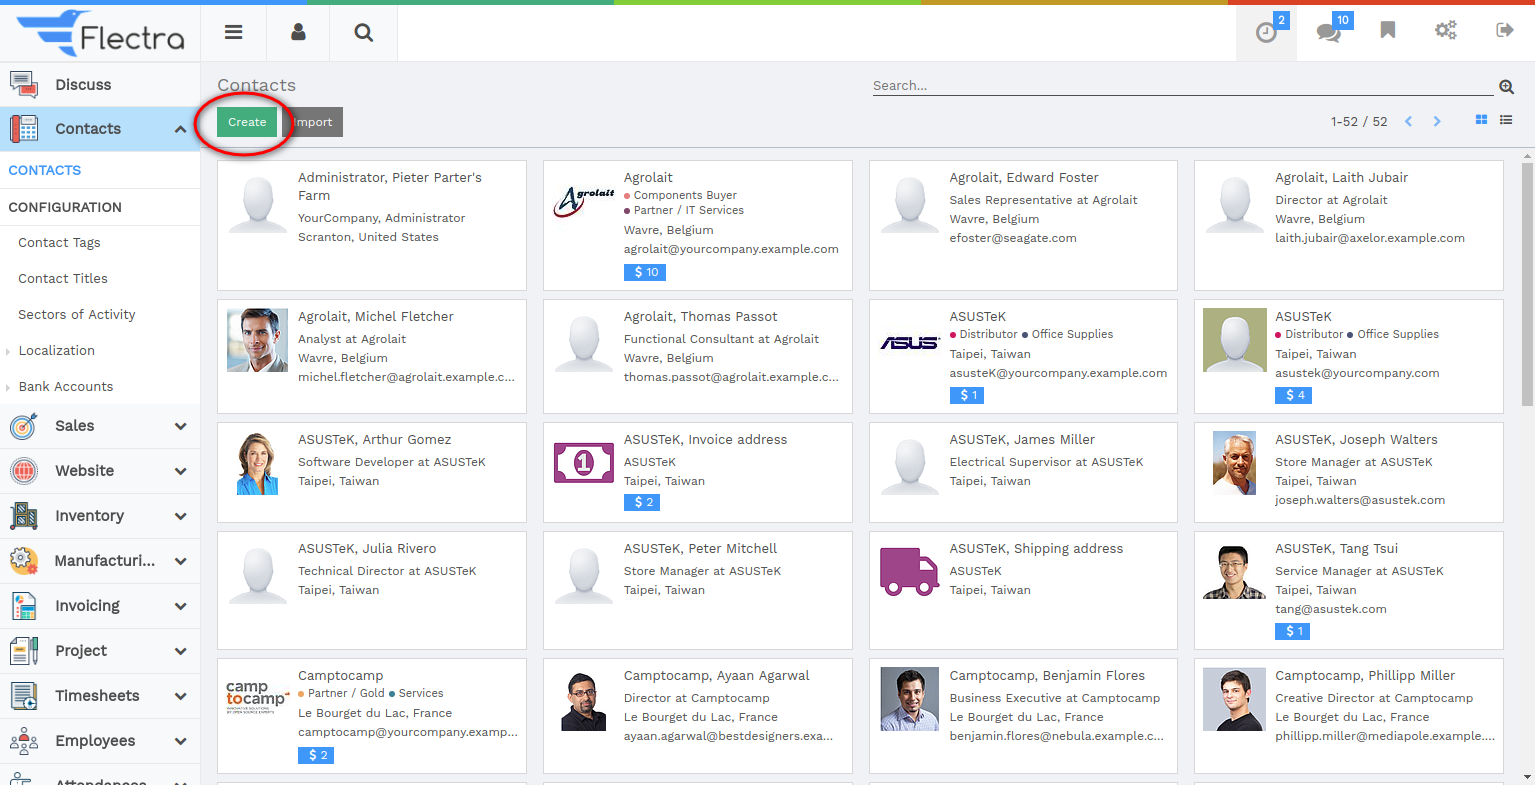 Flectra
2
10
Discuss
Contacts
CONTACTS
CONFIGURATION
Contact Tags
Contact Titles
Sectors of Activity
Localization
Bank Accounts
Sales
Website
Inventory
Manufacturi...
Invoicing
Project
Timesheets
Employees
Attendances
Contacts
Search...
Create
Import
1-52 / 52
Administrator, Pieter Parter's
Farm
YourCompany, Administrator
Scranton, United States
Agrolait
Agrolait
Components Buyer
Partner / IT Services
Wavre, Belgium
agrolait@yourcompany.example.com
$ 10
Agrolait, Edward Foster
Sales Representative at Agrolait
Wavre, Belgium
efoster@seagate.com
Agrolait, Laith Jubair
Director at Agrolait
Wavre, Belgium
laith.jubair@axelor.example.com
Agrolait, Michel Fletcher
Analyst at Agrolait
Wavre, Belgium
michel.fletcher@agrolait.example.c...
Agrolait, Thomas Passot
Functional Consultant at Agrolait
Wavre, Belgium
thomas.passot@agrolait.example.c...
ASUS
ASUSTeK
Distributor Office Supplies
Taipei, Taiwan
asusteK@yourcompany.example.com
$ 1
ASUSTeK
Distributor Office Supplies
Taipei, Taiwan
asustek@yourcompany.com
$ 4
ASUSTeK, Arthur Gomez
Software Developer at ASUSTeK
Taipei, Taiwan
1
ASUSTeK, Invoice address
ASUSTeK
Taipei, Taiwan
$ 2
ASUSTeK, James Miller
Electrical Supervisor at ASUSTeK
Taipei, Taiwan
ASUSTeK, Joseph Walters
Store Manager at ASUSTeK
Taipei, Taiwan
joseph.walters@asustek.com
ASUSTeK, Julia Rivero
Technical Director at ASUSTeK
Taipei, Taiwan
ASUSTeK, Peter Mitchell
Store Manager at ASUSTeK
Taipei, Taiwan
ASUSTeK, Shipping address
ASUSTeK
Taipei, Taiwan
ASUSTeK, Tang Tsui
Service Manager at ASUSTeK
Taipei, Taiwan
tang@asustek.com
$ 1
camp
tocamp
INNOVATIVE SOLUTIONS
BY OPEN SOURCE EXPERTS
Camptocamp
Partner / Gold Services
Le Bourget du Lac, France
camptocamp@yourcompany.examp...
$ 2
Camptocamp, Ayaan Agarwal
Director at Camptocamp
Le Bourget du Lac, France
ayaan.agarwal@bestdesigners.exa...
Camptocamp, Benjamin Flores
Business Executive at Camptocamp
Le Bourget du Lac, France
benjamin.flores@nebula.example.c...
Camptocamp, Phillipp Miller
Creative Director at Camptocamp
Le Bourget du Lac, France
phillipp.miller@mediapole.example....